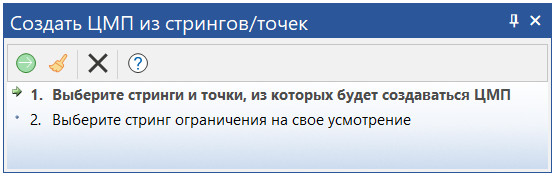 Создать ЦМП из стрингов/точек
1. Выберите стринги и точки, из которых будет создаваться ЦМП
2. Выберите стринг ограничения на свое усмотрение